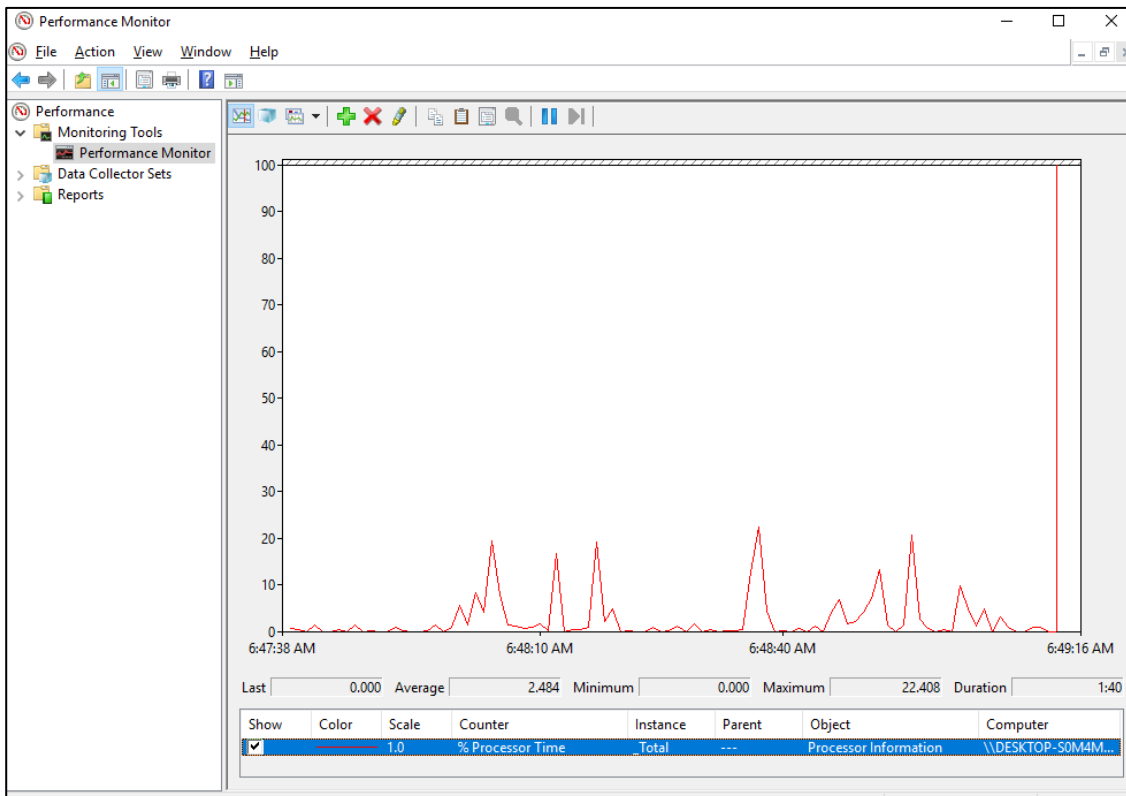 Performance Monitor
File Action View Window Help
Performance
Monitoring Tools
Performance Monitor
Data Collector Sets
Reports
100
90
80
70
60
50
40
30
20
10
0
6:47:38 AM 6:48:10 AM 6:48:40 AM 6:49:16 AM
Last 0.000 Average 2.484 Minimum 0.000 Maximum 22.408 Duration 1:40
Show Color Scale Counter Instance Parent Object Computer
1.0 % Processor Time _Total --- Processor Information \\DESKTOP-S0M4M...